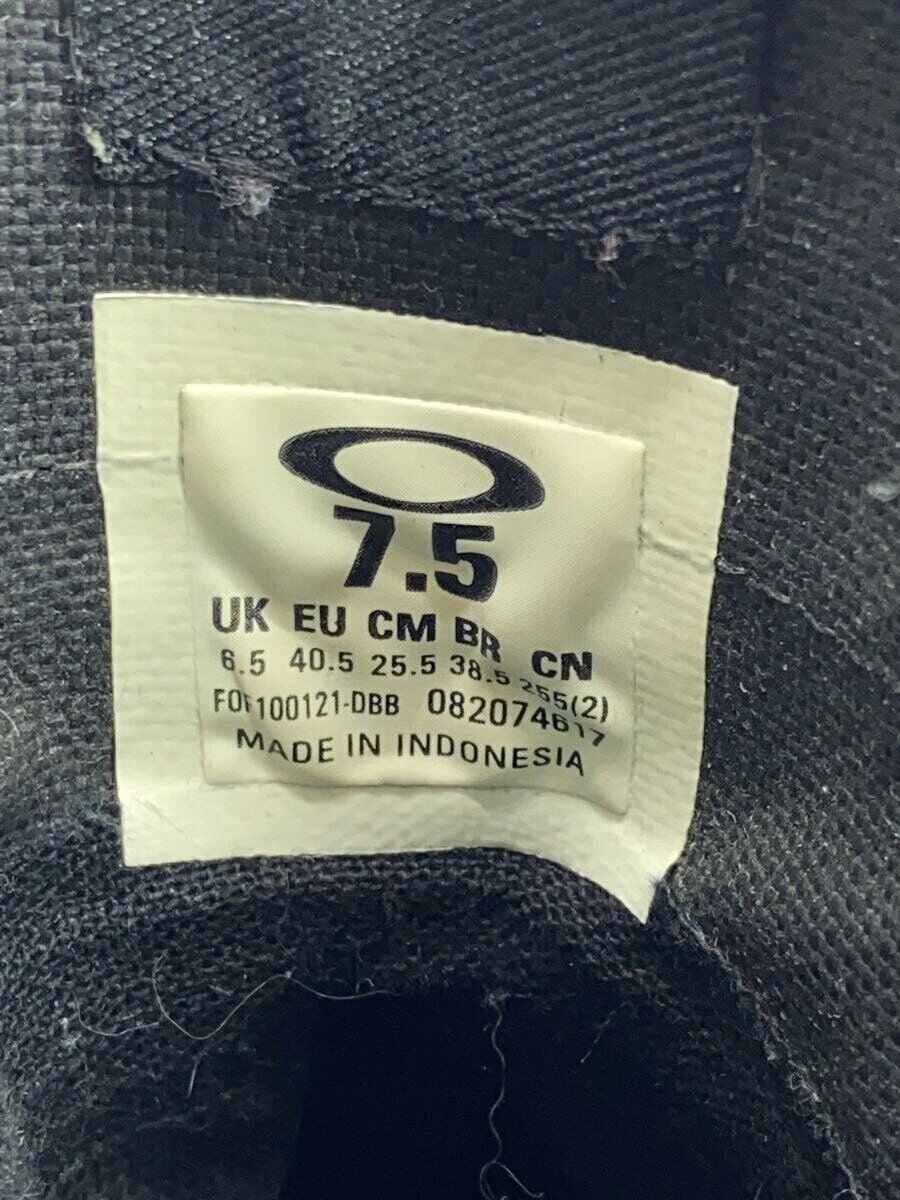 7.5
UK EU CM BR CN
6.5 40.5 25.5 38.5 255(2)
FOF100121-DBB 082074617
MADE IN INDONESIA